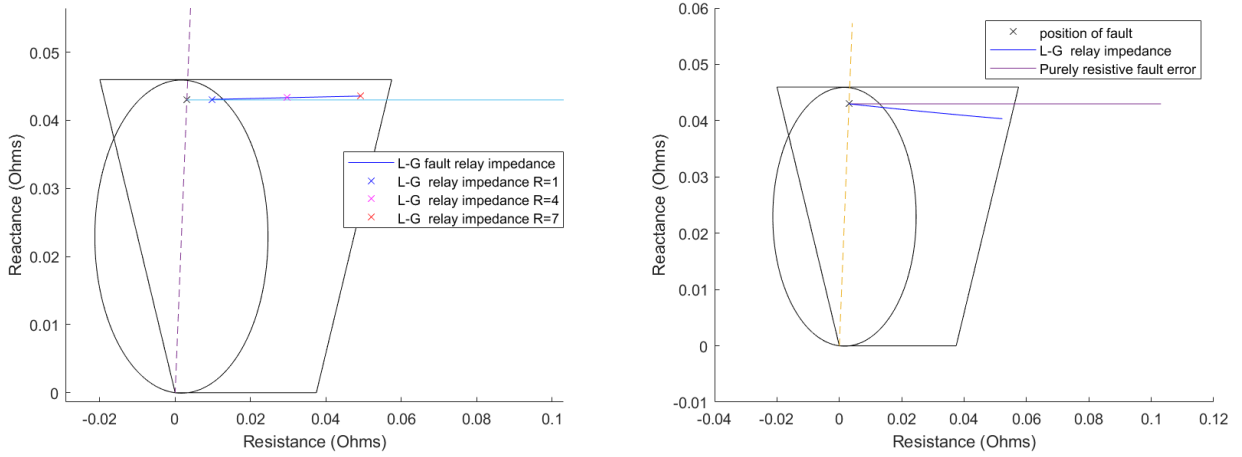 0.05
0.04
0.03
0.02
0.01
0
Reactance (Ohms)
-0.02
0
0.02
0.04
0.06
0.08
0.1
Resistance (Ohms)
L-G fault relay impedance
L-G relay impedance R=1
L-G relay impedance R=4
L-G relay impedance R=7
0.06
0.05
0.04
0.03
0.02
0.01
0
-0.01
Reactance (Ohms)
-0.04
-0.02
0
0.02
0.04
0.06
0.08
0.1
0.12
Resistance (Ohms)
position of fault
L-G relay impedance
Purely resistive fault error